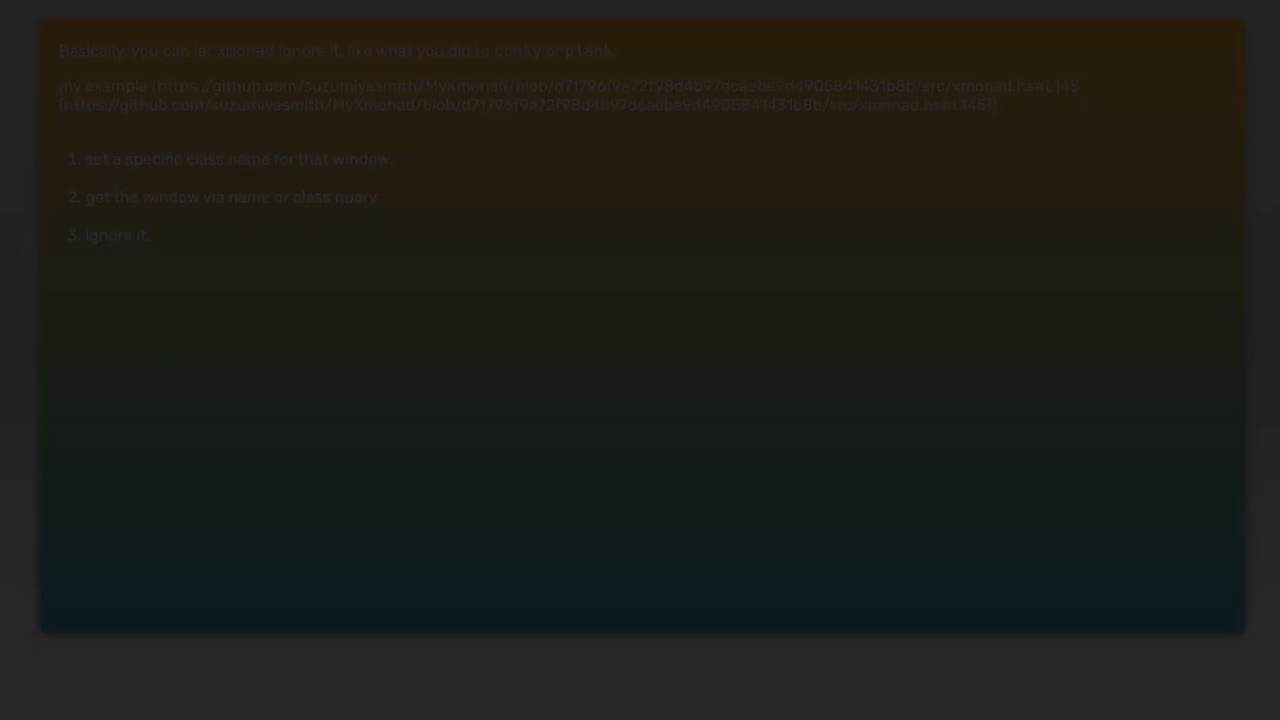 Basically, you can let xmonad ignore it, like what you did to conky or plank.
my example (https://github.com/suzumiyasmith/MyXmonad/blob/d71796f9a72f98d4b97dcaebe9d4905841431b8b/src/xmonad.hs#L145
(https://github.com/suzumiyasmith/MyXmonad/blob/d71796f9a72f98d4b97dcaebe9d4905841431b8b/src/xmonad.hs#L145))
1. set a specific class name for that window.
2. get the window via name or class query.
3. ignore it.